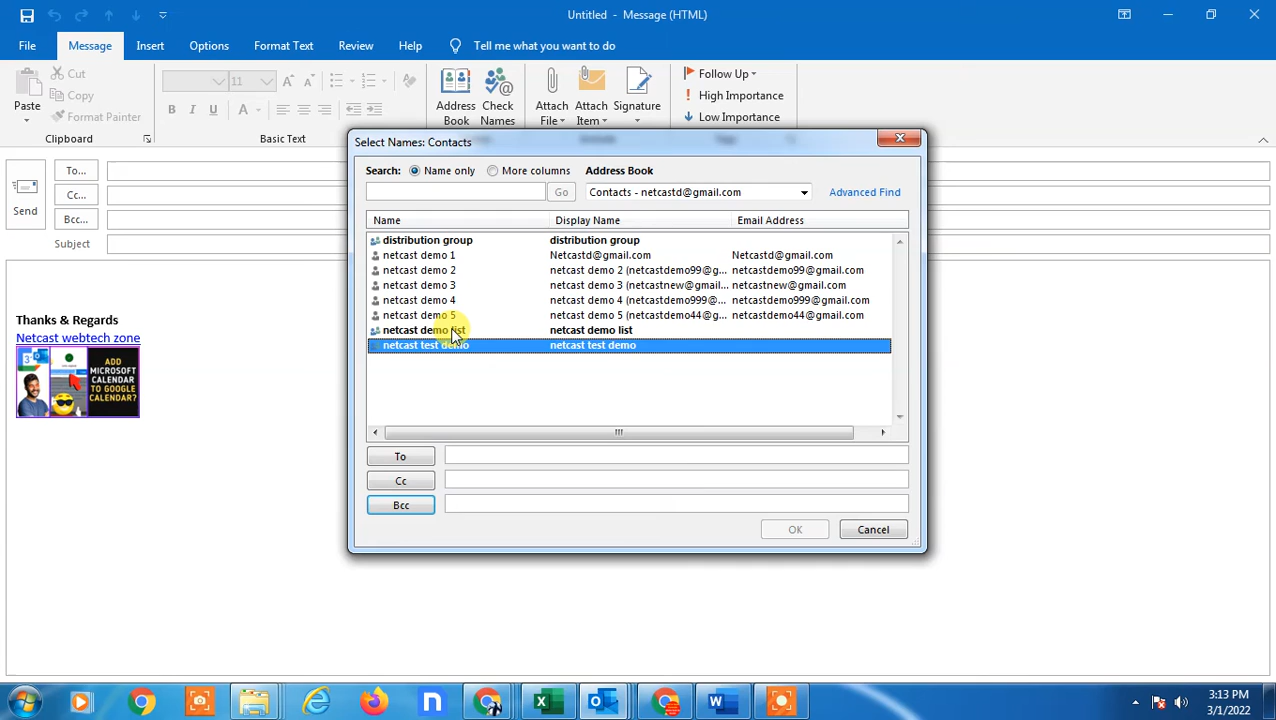 Untitled - Message (HTML)
File Message Insert Options Format Text Review Help Tell me what you want to do
Paste
Cut
Copy
Format Painter
Clipboard
11
B I U A
Basic Text
Address Book
Check Names
Attach File
Attach Item
Signature
Follow Up
High Importance
Low Importance
Send
To...
Cc...
Bcc...
Subject
Thanks & Regards
Netcast webtech zone
ADD
MICROSOFT
CALENDAR
TO GOOGLE
CALENDAR?
Select Names: Contacts
Search: Name only More columns Address Book
Go Contacts - netcastd@gmail.com Advanced Find
Name Display Name Email Address
distribution group distribution group
netcast demo 1 Netcastd@gmail.com Netcastd@gmail.com
netcast demo 2 netcast demo 2 (netcastdemo99@g... netcastdemo99@gmail.com
netcast demo 3 netcast demo 3 (netcastnew@gmail... netcastnew@gmail.com
netcast demo 4 netcast demo 4 (netcastdemo999@... netcastdemo999@gmail.com
netcast demo 5 netcast demo 5 (netcastdemo44@g... netcastdemo44@gmail.com
netcast demo list netcast demo list
netcast test demo netcast test demo
To
Cc
Bcc
OK Cancel
3:13 PM
3/1/2022